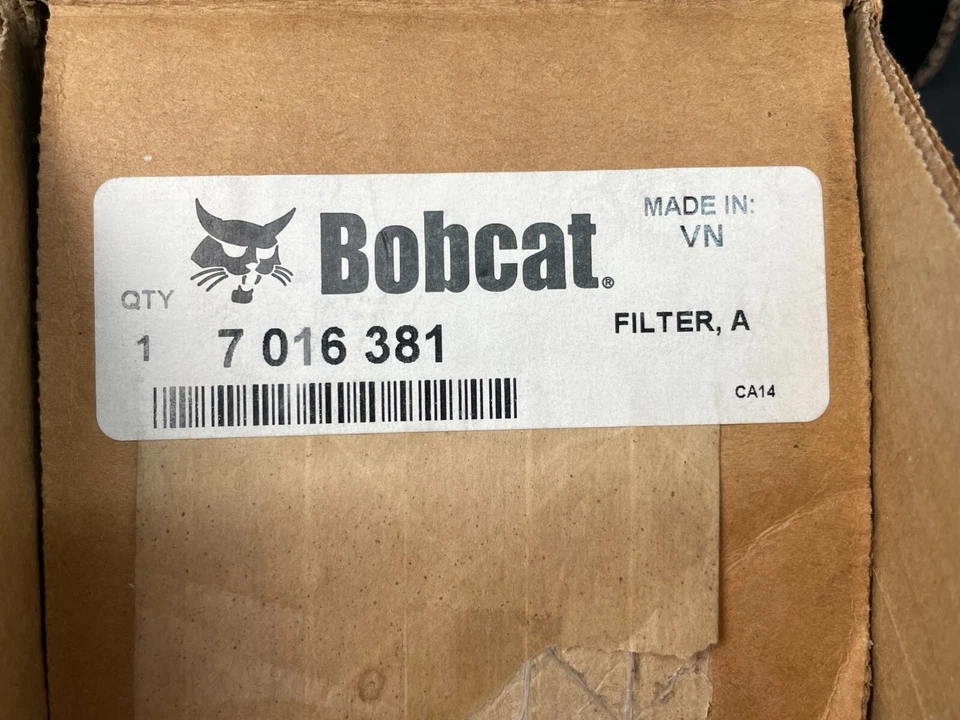 Bobcat®
MADE IN:
VN
QTY
1 7 016 381
FILTER, A
CA14